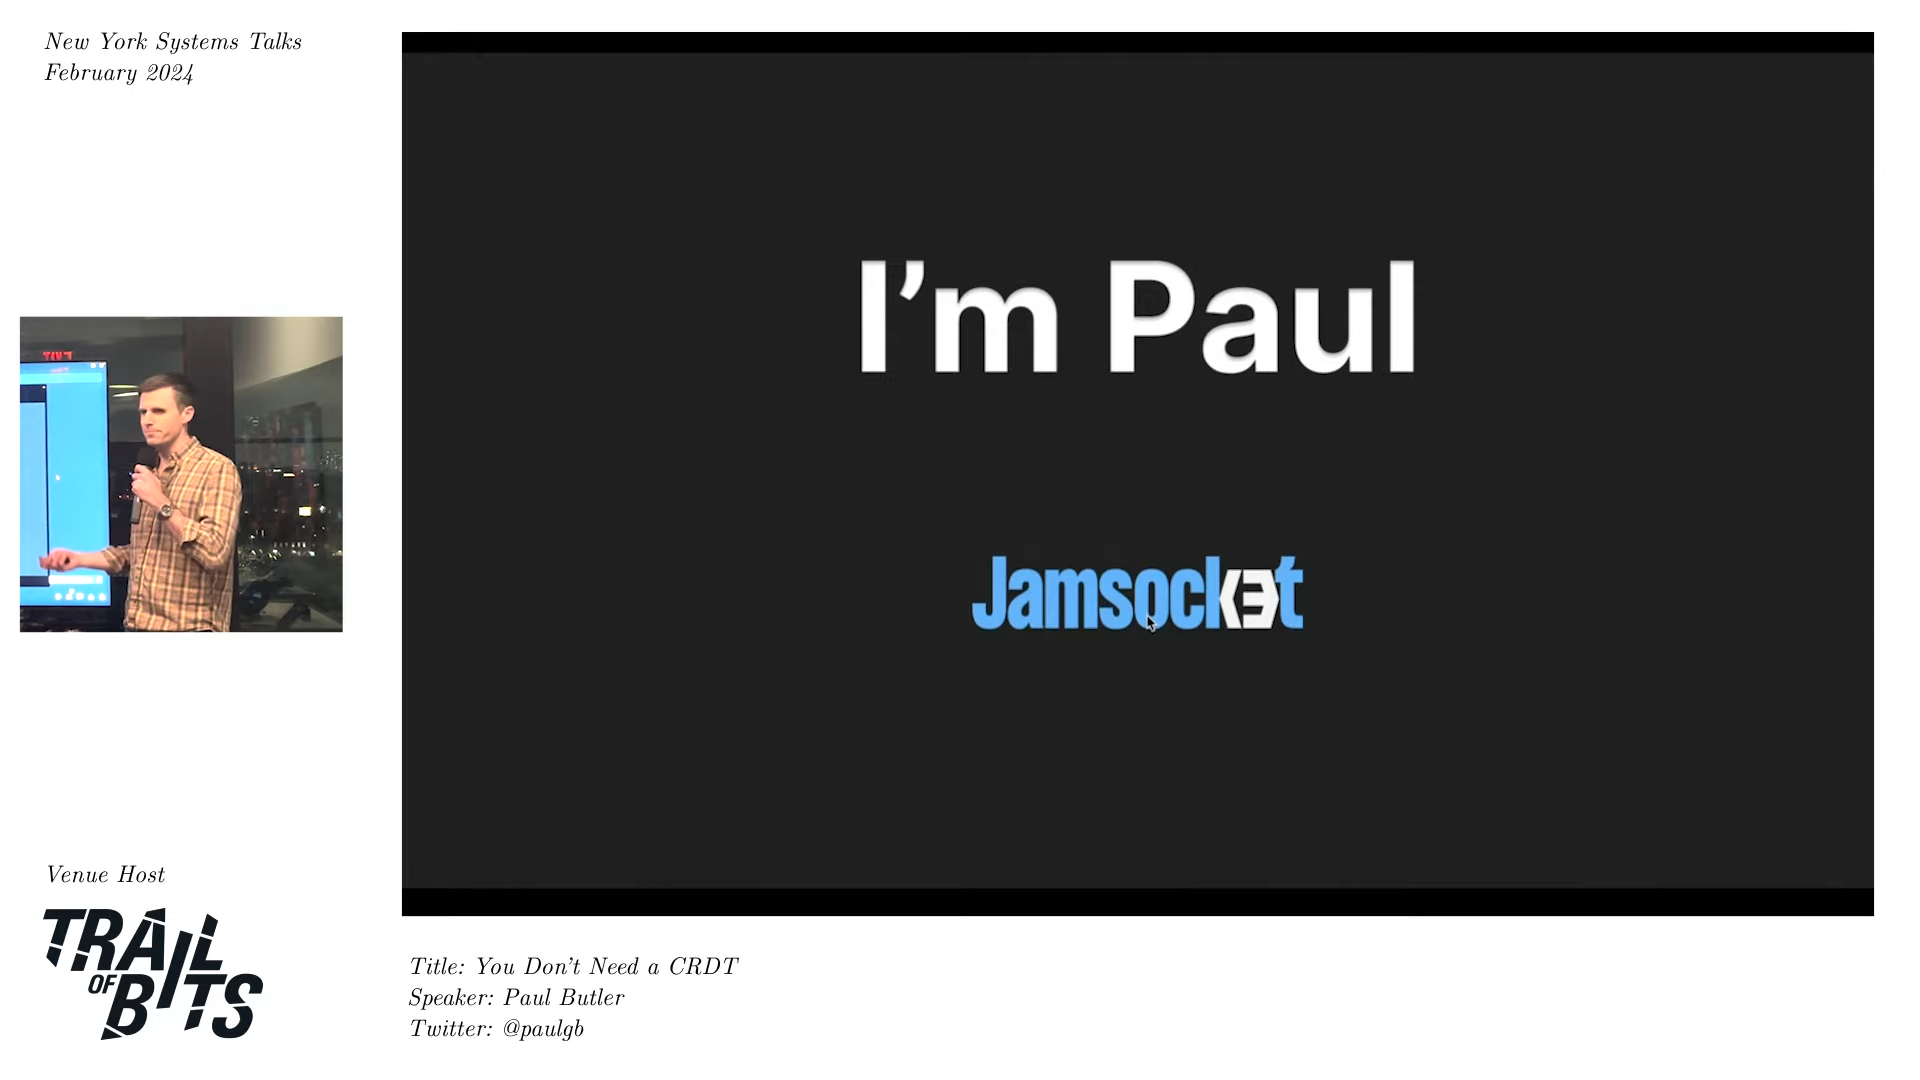 New York Systems Talks
February 2024
I'm Paul
Jamsocket
EXIT
Venue Host
TRAIL
OF
BITS
Title: You Don't Need a CRDT
Speaker: Paul Butler
Twitter: @paulgb